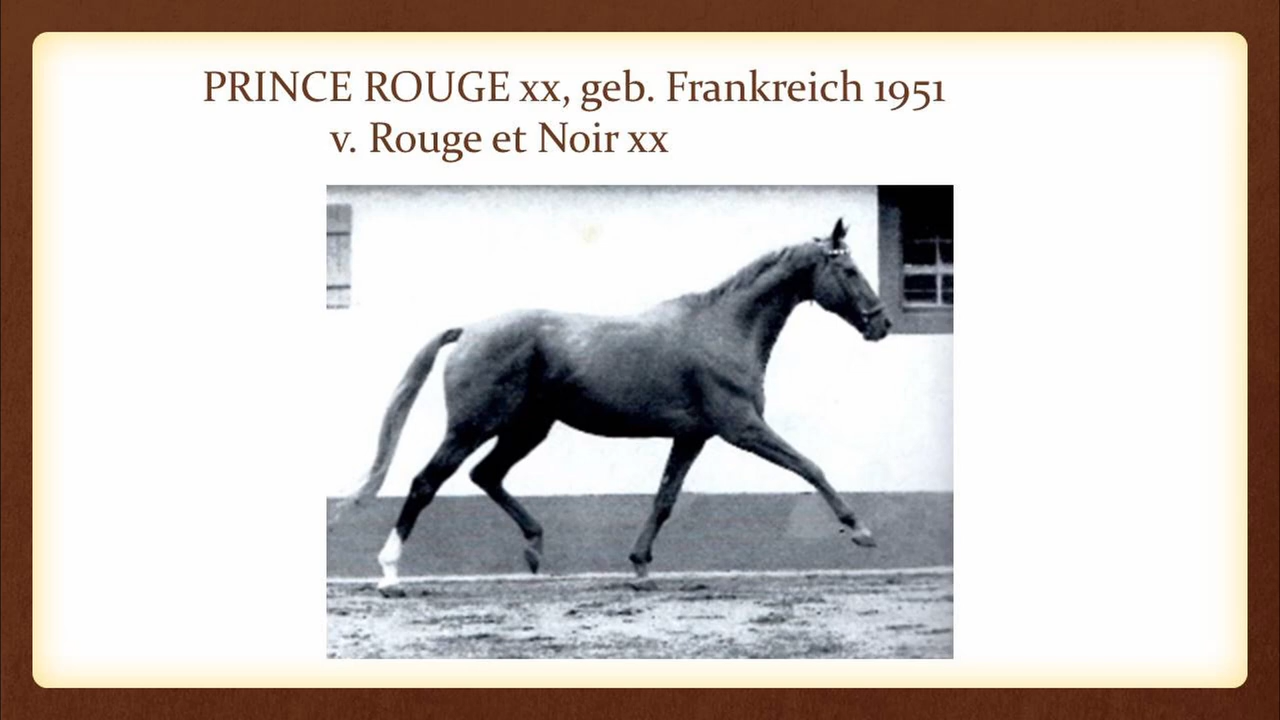 PRINCE ROUGE xx, geb. Frankreich 1951
v. Rouge et Noir xx